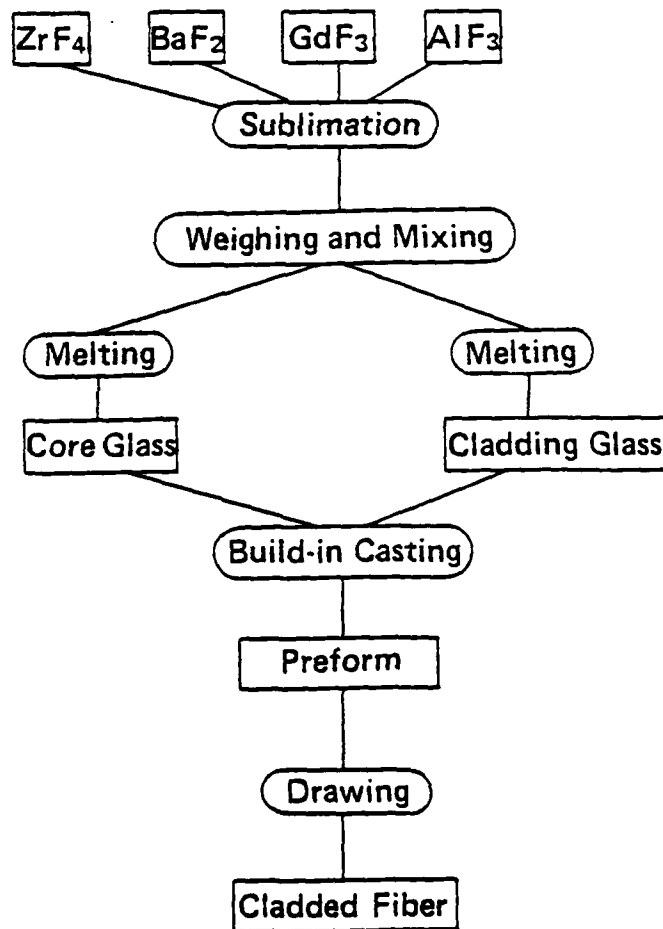 ZrF₄ BaF₂ GdF₃ AlF₃
Sublimation
Weighing and Mixing
Melting Melting
Core Glass Cladding Glass
Build-in Casting
Preform
Drawing
Cladded Fiber